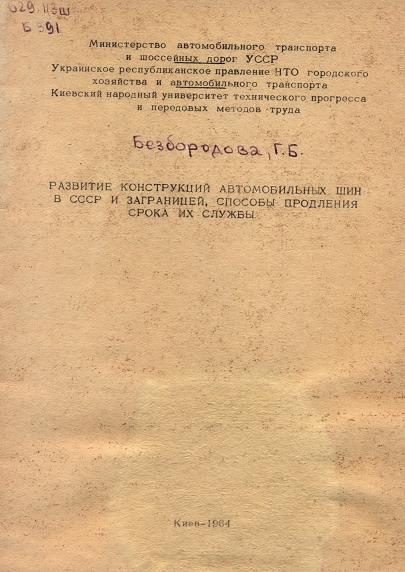 629.113ш
Б 391
Министерство автомобильного транспорта
и шоссейных дорог УССР
Украинское республиканское правление НТО городского
хозяйства и автомобильного транспорта
Киевский народный университет технического прогресса
и передовых методов труда
Безбородова, Г.Б.
РАЗВИТИЕ КОНСТРУКЦИЙ АВТОМОБИЛЬНЫХ ШИН
В СССР И ЗАГРАНИЦЕЙ, СПОСОБЫ ПРОДЛЕНИЯ
СРОКА ИХ СЛУЖБЫ
Киев-1964